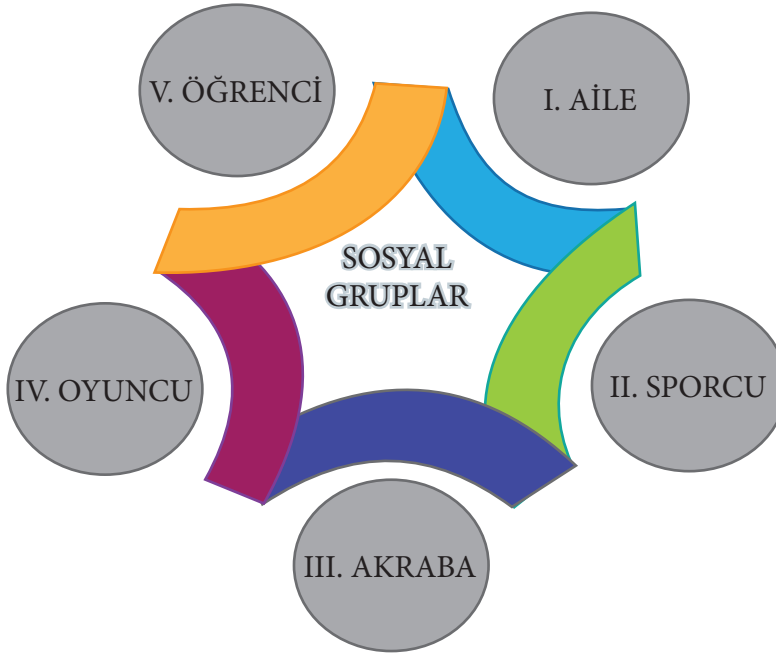 V. ÖĞRENCİ
I. AİLE
SOSYAL
GRUPLAR
IV. OYUNCU
II. SPORCU
III. AKRABA